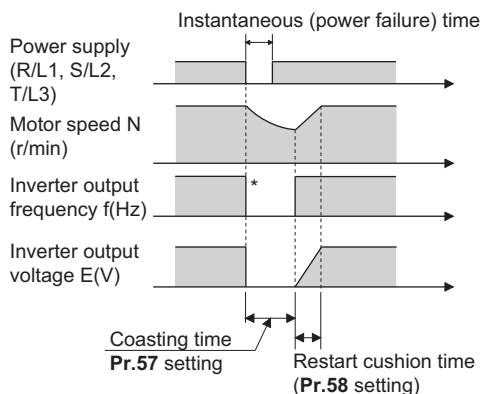 Instantaneous (power failure) time
Power supply
(R/L1, S/L2,
T/L3)
Motor speed N
(r/min)
Inverter output
frequency f(Hz)
*
Inverter output
voltage E(V)
Coasting time
Pr.57 setting
Restart cushion time
(Pr.58 setting)